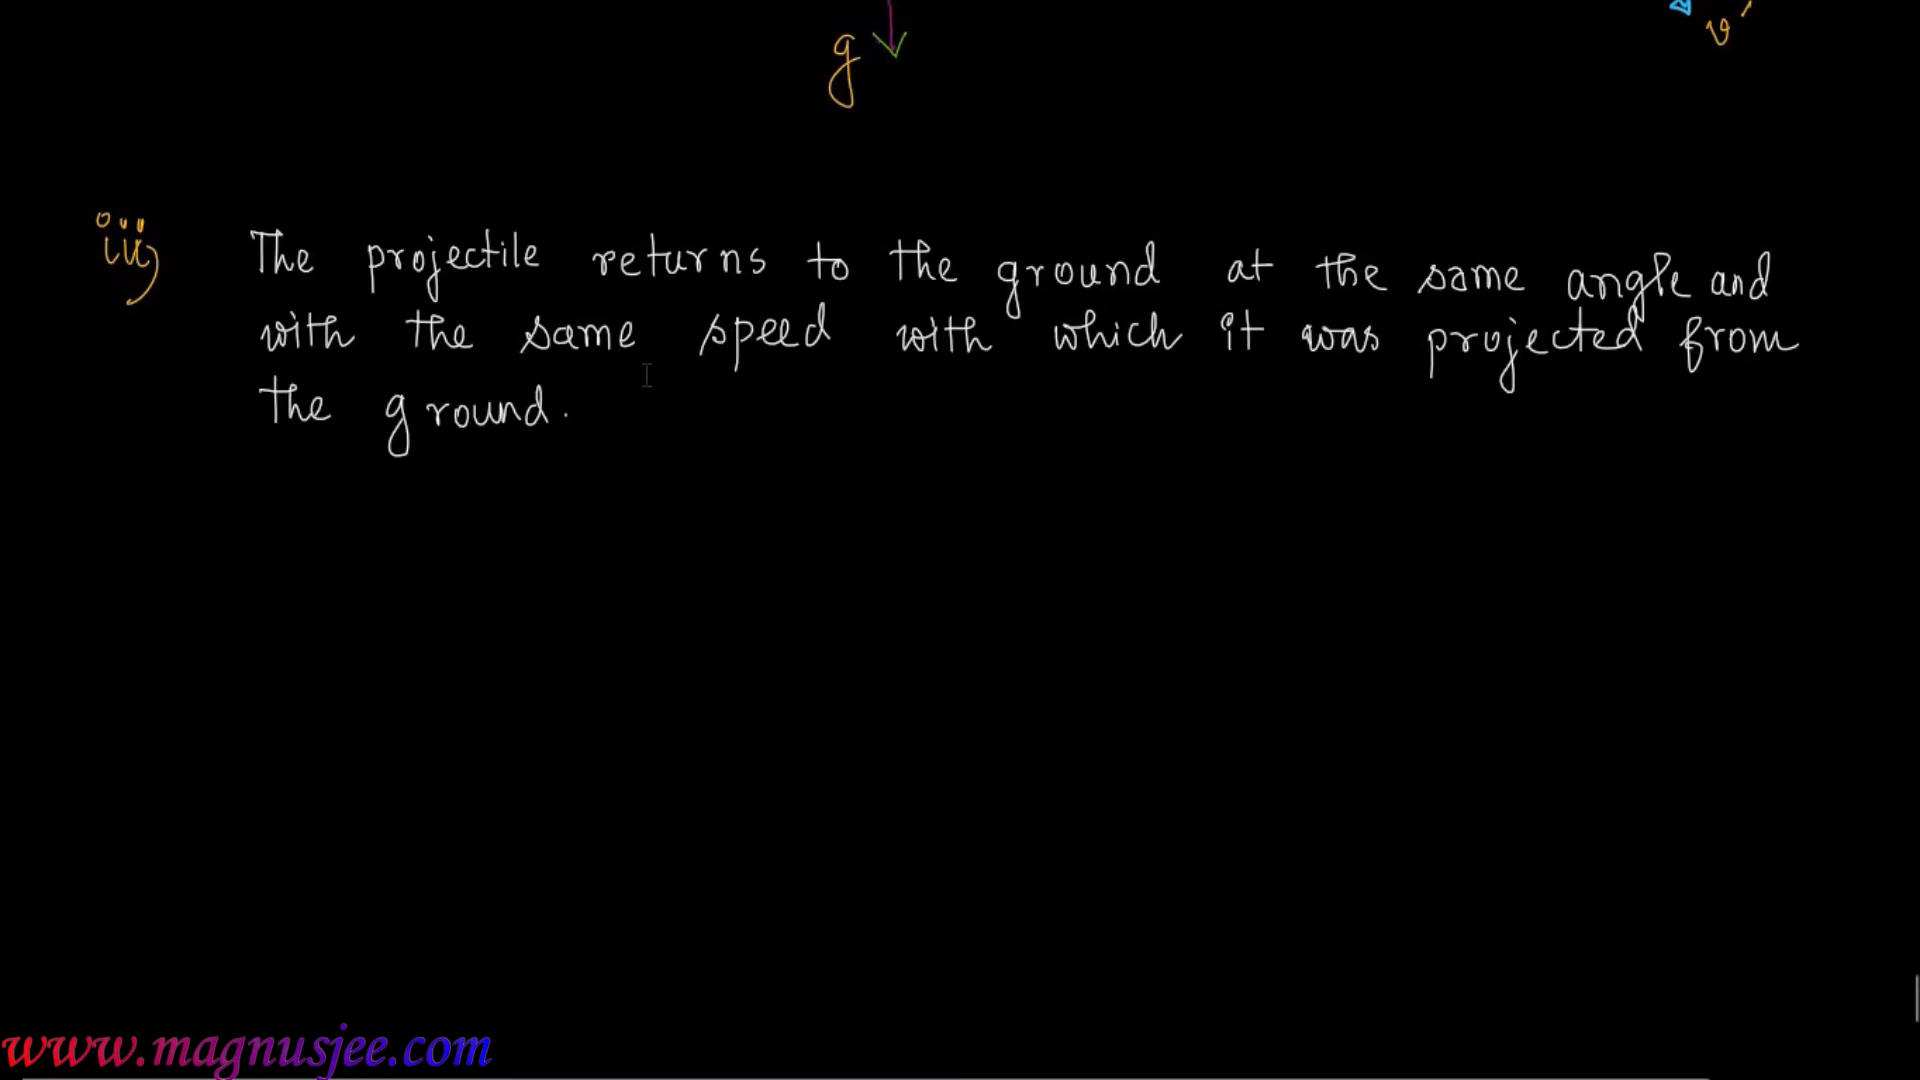 g
v
iii)
The projectile returns to the ground at the same angle and
with the same speed with which it was projected from
the ground.
www.magnusjee.com